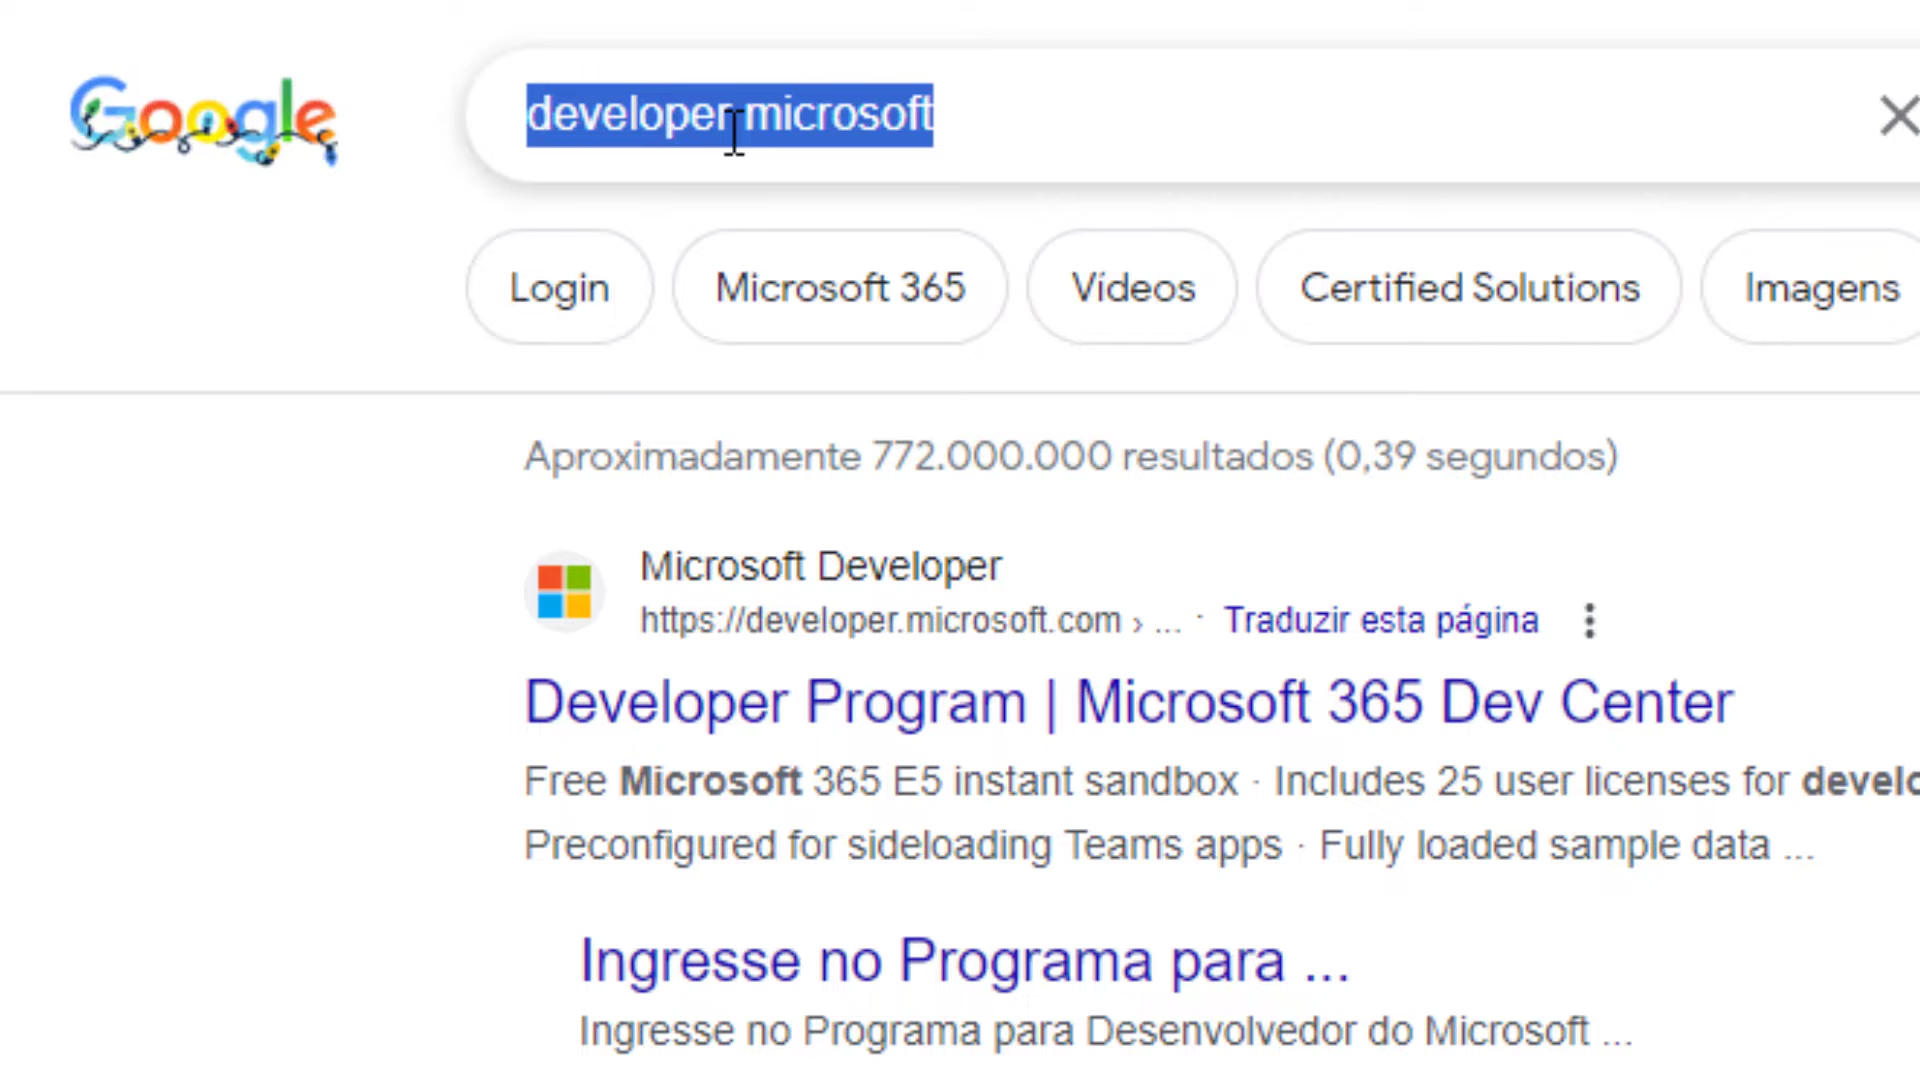 Google
developer microsoft
Login
Microsoft 365
Vídeos
Certified Solutions
Imagens
Aproximadamente 772.000.000 resultados (0,39 segundos)
Microsoft Developer
https://developer.microsoft.com › ... · Traduzir esta página
Developer Program | Microsoft 365 Dev Center
Free Microsoft 365 E5 instant sandbox · Includes 25 user licenses for develo
Preconfigured for sideloading Teams apps · Fully loaded sample data ...
Ingresse no Programa para ...
Ingresse no Programa para Desenvolvedor do Microsoft ...